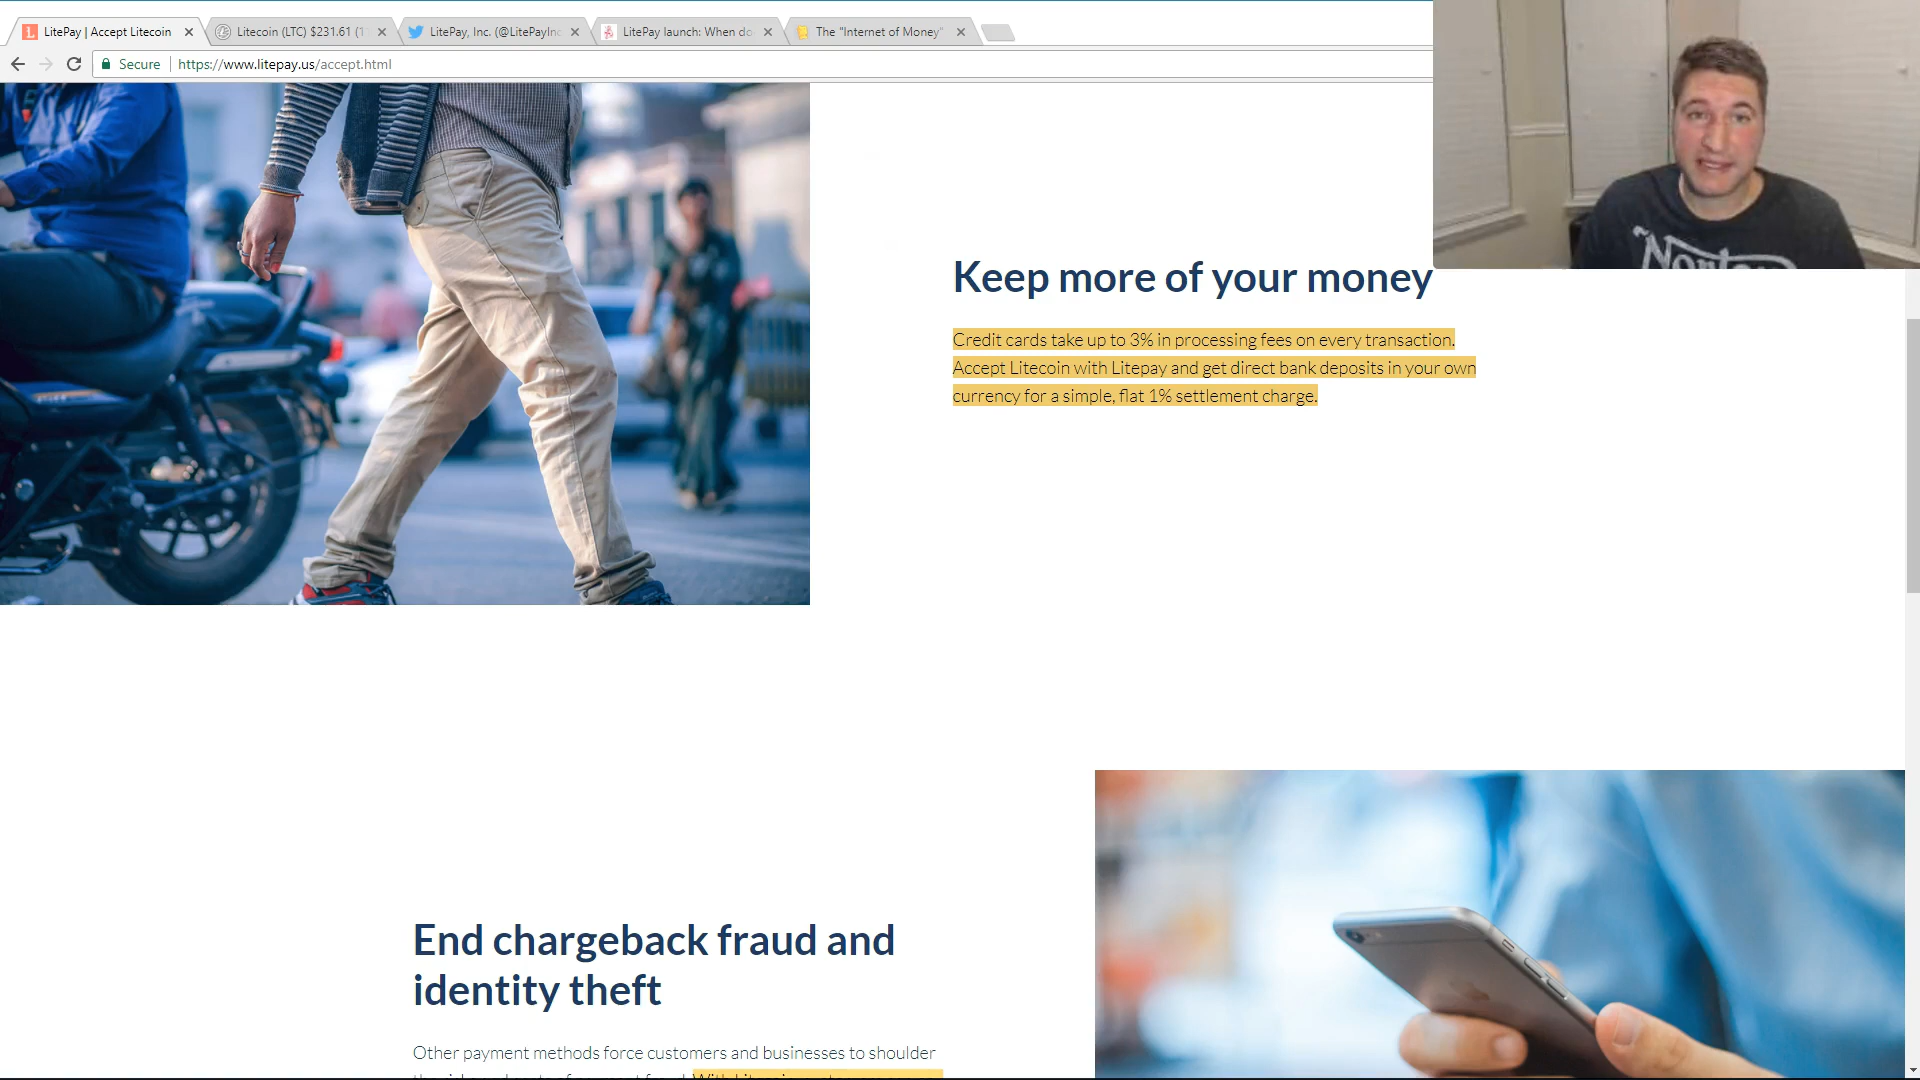 LitePay | Accept Litecoin
Litecoin (LTC) $231.61 (1
LitePay, Inc. (@LitePayInc
LitePay launch: When do
The "Internet of Money"
Secure
https://www.litepay.us/accept.html
Keep more of your money
Credit cards take up to 3% in processing fees on every transaction.
Accept Litecoin with Litepay and get direct bank deposits in your own
currency for a simple, flat 1% settlement charge.
End chargeback fraud and
identity theft
Other payment methods force customers and businesses to shoulder